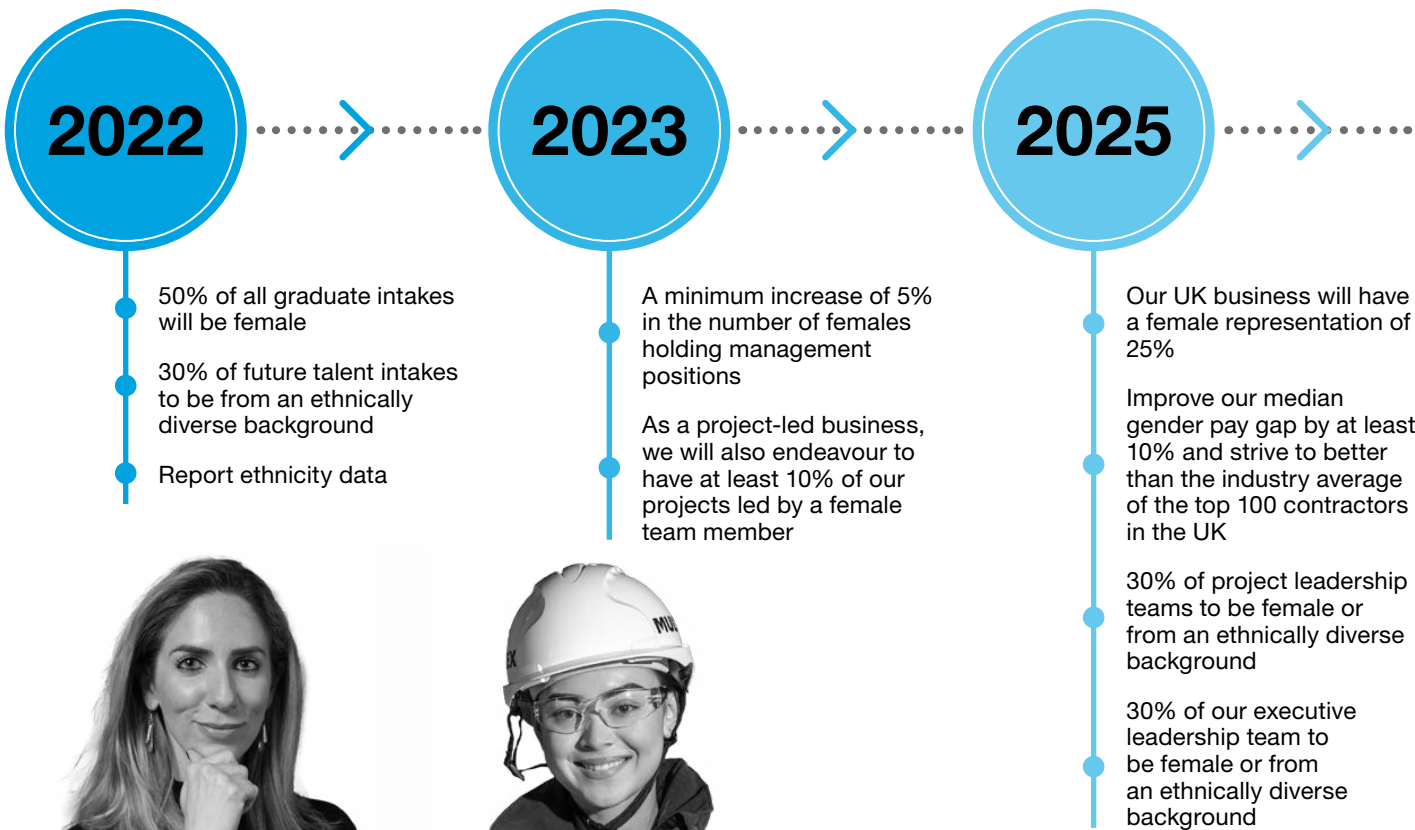 2022
2023
2025
50% of all graduate intakes
will be female
30% of future talent intakes
to be from an ethnically
diverse background
Report ethnicity data
A minimum increase of 5%
in the number of females
holding management
positions
As a project-led business,
we will also endeavour to
have at least 10% of our
projects led by a female
team member
Our UK business will have
a female representation of
25%
Improve our median
gender pay gap by at least
10% and strive to better
than the industry average
of the top 100 contractors
in the UK
30% of project leadership
teams to be female or
from an ethnically diverse
background
30% of our executive
leadership team to
be female or from
an ethnically diverse
background